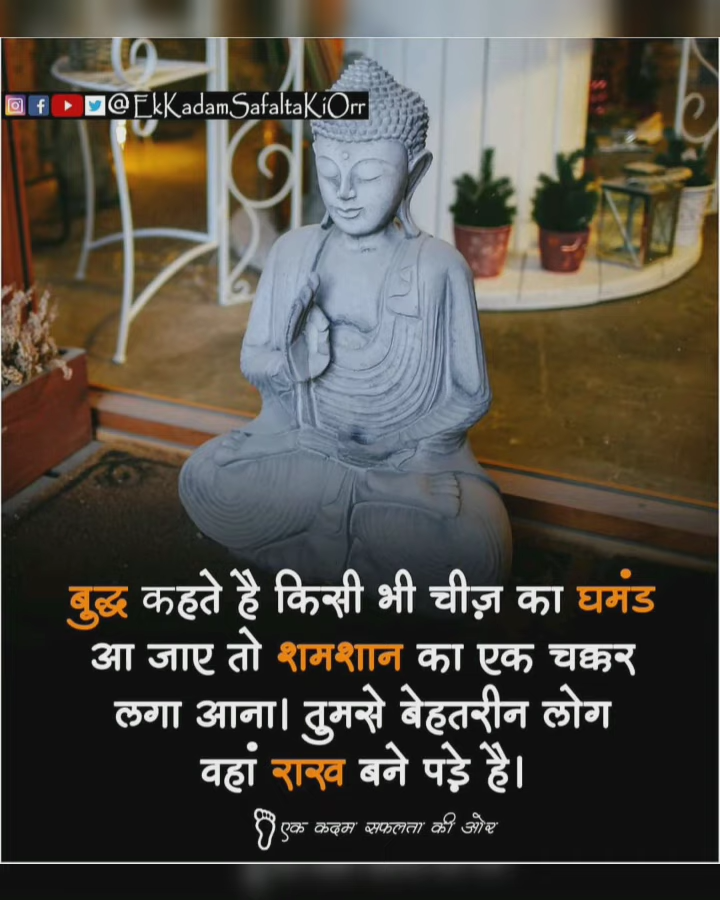 @EkKadamSafaltaKiOrr
बुद्ध कहते है किसी भी चीज़ का घमंड
आ जाए तो शमशान का एक चक्कर
लगा आना। तुमसे बेहतरीन लोग
वहां राख बने पड़े है।
एक कदम सफलता की ओर